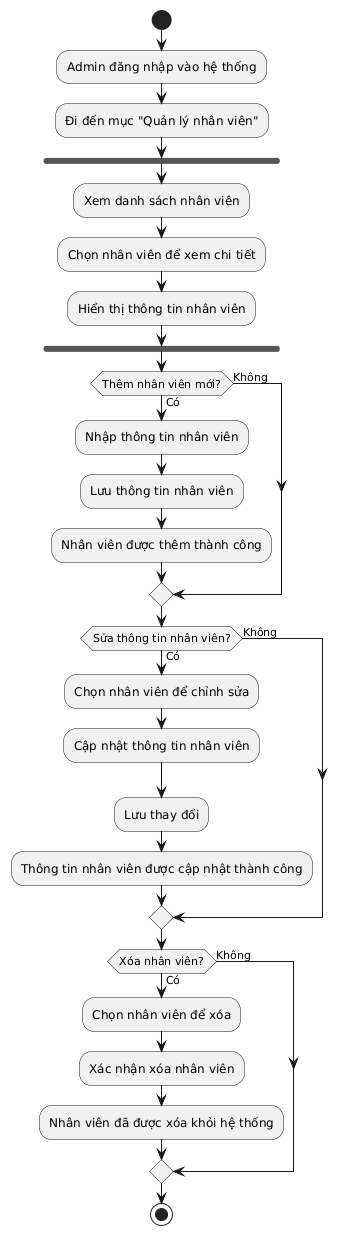 Admin đăng nhập vào hệ thống
Đi đến mục "Quản lý nhân viên"
Xem danh sách nhân viên
Chọn nhân viên để xem chi tiết
Hiển thị thông tin nhân viên
Thêm nhân viên mới?
Không
Có
Nhập thông tin nhân viên
Lưu thông tin nhân viên
Nhân viên được thêm thành công
Sửa thông tin nhân viên?
Không
Có
Chọn nhân viên để chỉnh sửa
Cập nhật thông tin nhân viên
Lưu thay đổi
Thông tin nhân viên được cập nhật thành công
Xóa nhân viên?
Không
Có
Chọn nhân viên để xóa
Xác nhận xóa nhân viên
Nhân viên đã được xóa khỏi hệ thống